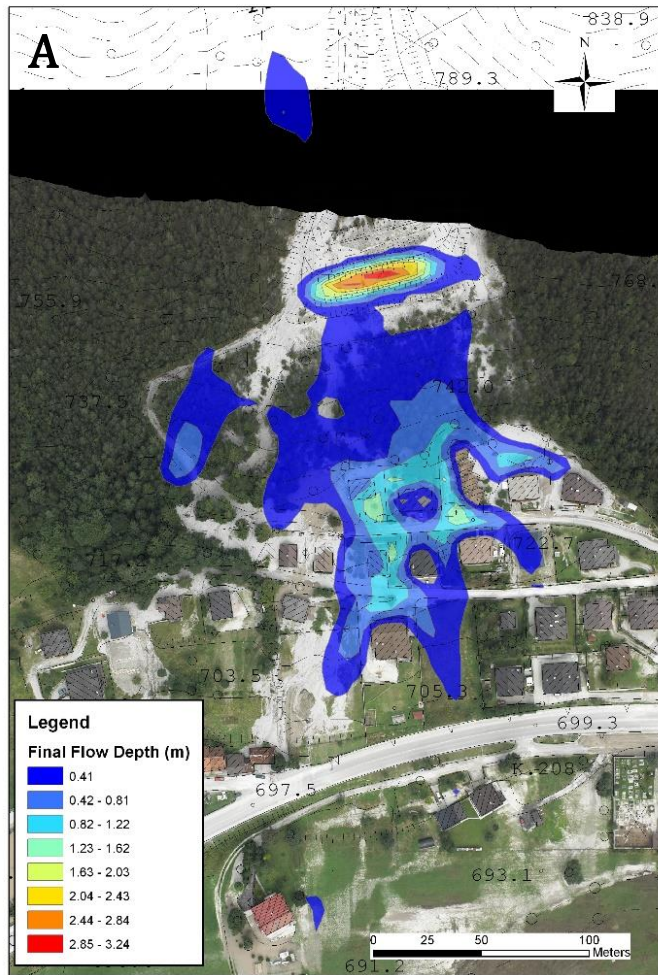 838.9
A
789.3
N
755.9
768.
737.5
742.0
722.7
703.5
705.3
699.3
697.5
K.208
693.1
691.2
Legend
Final Flow Depth (m)
0.41
0.42 - 0.81
0.82 - 1.22
1.23 - 1.62
1.63 - 2.03
2.04 - 2.43
2.44 - 2.84
2.85 - 3.24
0 25 50 100
Meters